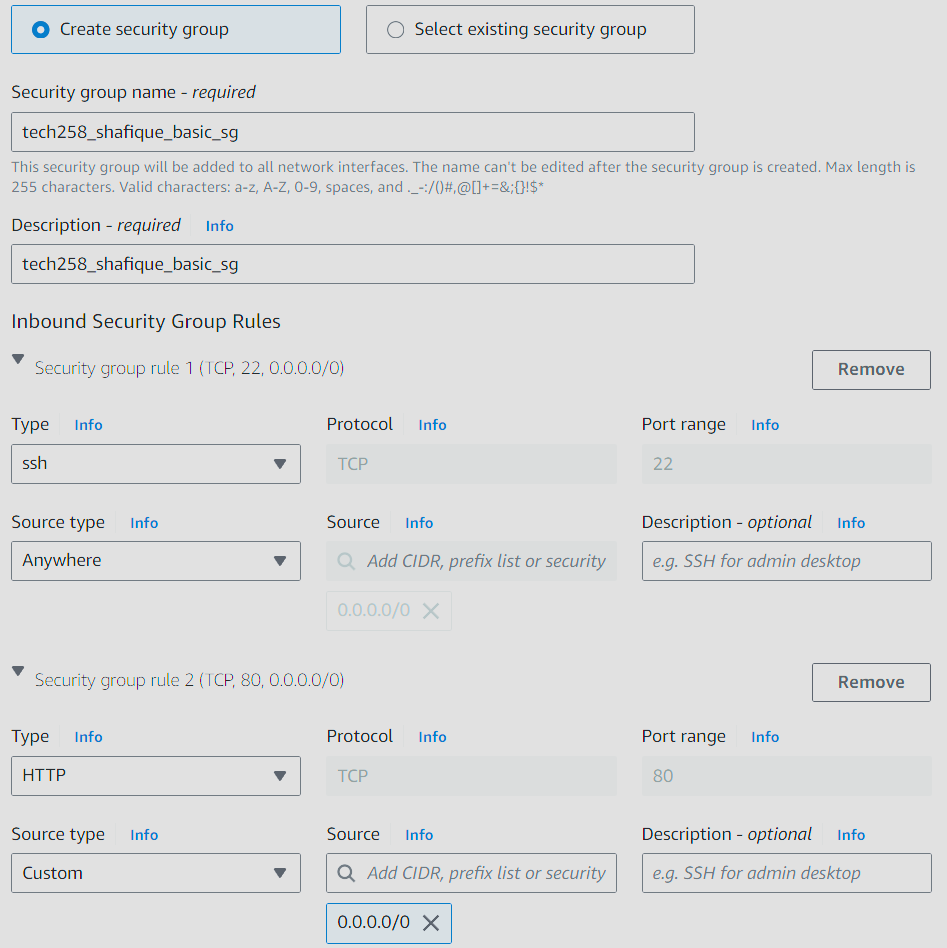 Create security group
Select existing security group
Security group name - required
tech258_shafique_basic_sg
This security group will be added to all network interfaces. The name can't be edited after the security group is created. Max length is
255 characters. Valid characters: a-z, A-Z, 0-9, spaces, and ._-:/()#,@[]+=&;{}!$*
Description - required Info
tech258_shafique_basic_sg
Inbound Security Group Rules
Security group rule 1 (TCP, 22, 0.0.0.0/0)
Remove
Type Info Protocol Info Port range Info
ssh TCP 22
Source type Info Source Info Description - optional Info
Anywhere Add CIDR, prefix list or security e.g. SSH for admin desktop
0.0.0.0/0
Security group rule 2 (TCP, 80, 0.0.0.0/0)
Remove
Type Info Protocol Info Port range Info
HTTP TCP 80
Source type Info Source Info Description - optional Info
Custom Add CIDR, prefix list or security e.g. SSH for admin desktop
0.0.0.0/0